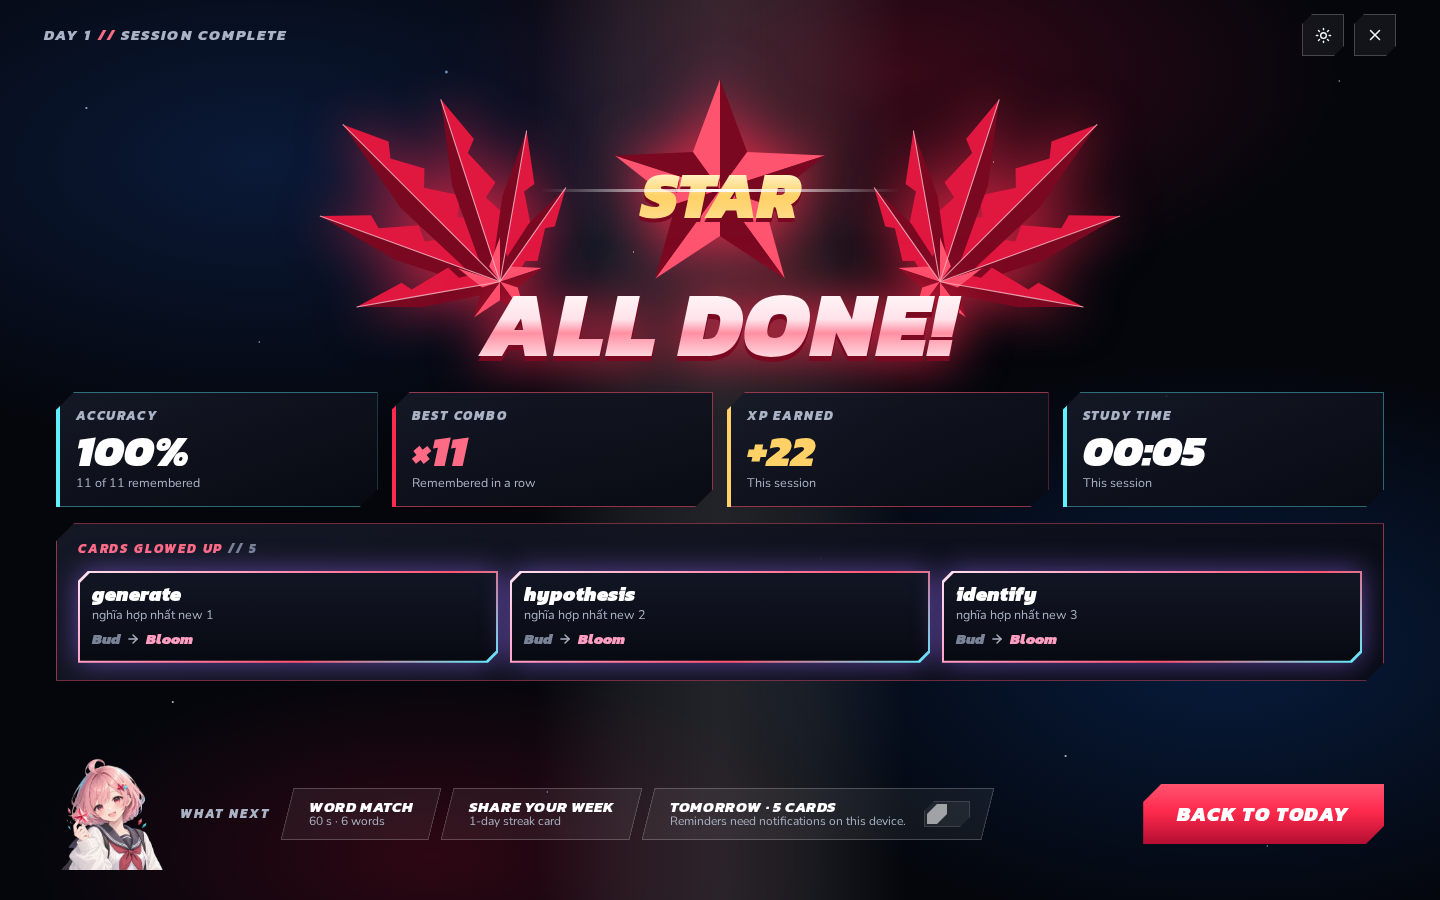 DAY 1 // SESSION COMPLETE
STAR
ALL DONE!
ACCURACY
100%
11 of 11 remembered
BEST COMBO
×11
Remembered in a row
XP EARNED
+22
This session
STUDY TIME
00:05
This session
CARDS GLOWED UP // 5
generate
nghĩa hợp nhất new 1
Bud → Bloom
hypothesis
nghĩa hợp nhất new 2
Bud → Bloom
identify
nghĩa hợp nhất new 3
Bud → Bloom
WHAT NEXT
WORD MATCH
60 s · 6 words
SHARE YOUR WEEK
1-day streak card
TOMORROW · 5 CARDS
Reminders need notifications on this device.
BACK TO TODAY